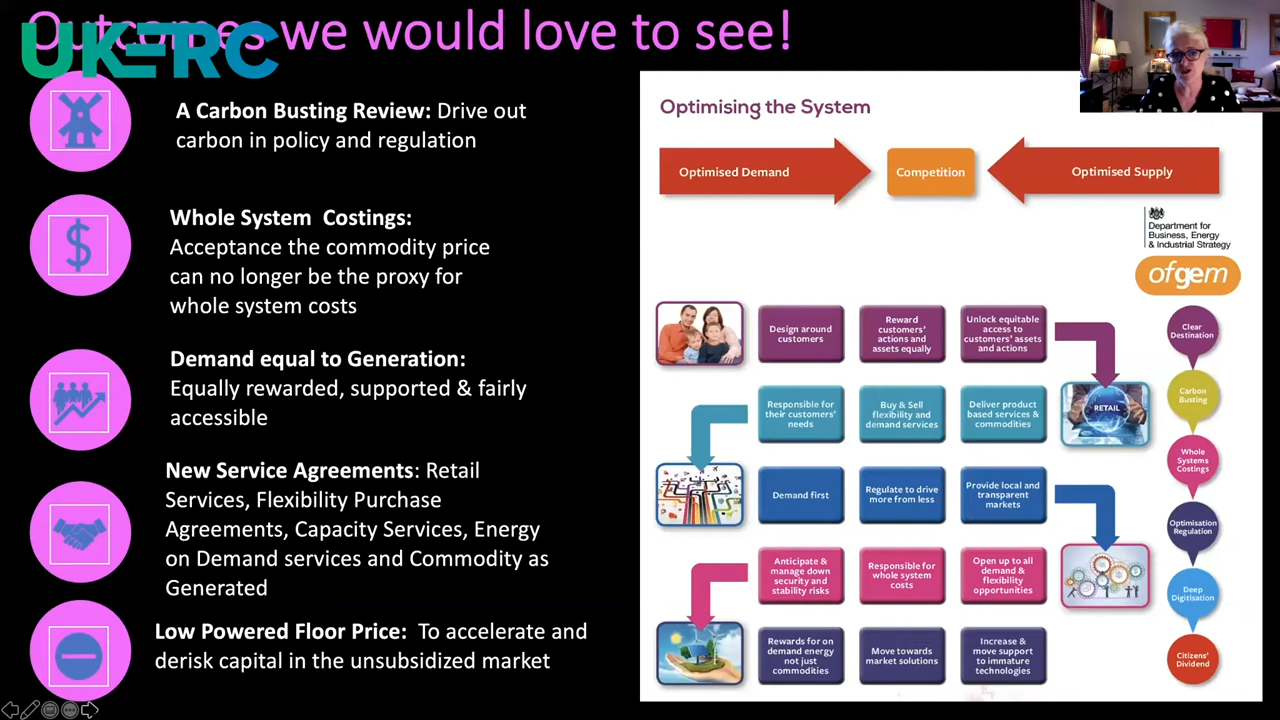 Outcomes we would love to see!
UKERC
A Carbon Busting Review: Drive out
carbon in policy and regulation
Whole System Costings:
Acceptance the commodity price
can no longer be the proxy for
whole system costs
Demand equal to Generation:
Equally rewarded, supported & fairly
accessible
New Service Agreements: Retail
Services, Flexibility Purchase
Agreements, Capacity Services, Energy
on Demand services and Commodity as
Generated
Low Powered Floor Price: To accelerate and
derisk capital in the unsubsidized market
Optimising the System
Optimised Demand
Competition
Optimised Supply
Department for
Business, Energy
& Industrial Strategy
ofgem
Design around
customers
Reward
customers'
actions and
assets equally
Unlock equitable
access to
customers' assets
and actions
Clear
Destination
Responsible for
their customers'
needs
Buy & Sell
flexibility and
demand services
Deliver product
based services &
commodities
RETAIL
Carbon
Busting
Whole
Systems
Costings
Demand first
Regulate to drive
more from less
Provide local and
transparent
markets
Optimisation
Regulation
Anticipate &
manage down
security and
stability risks
Responsible for
whole system
costs
Open up to all
demand &
flexibility
opportunities
Deep
Digitisation
Rewards for on
demand energy
not just
commodities
Move towards
market solutions
Increase &
move support
to immature
technologies
Citizens'
Dividend